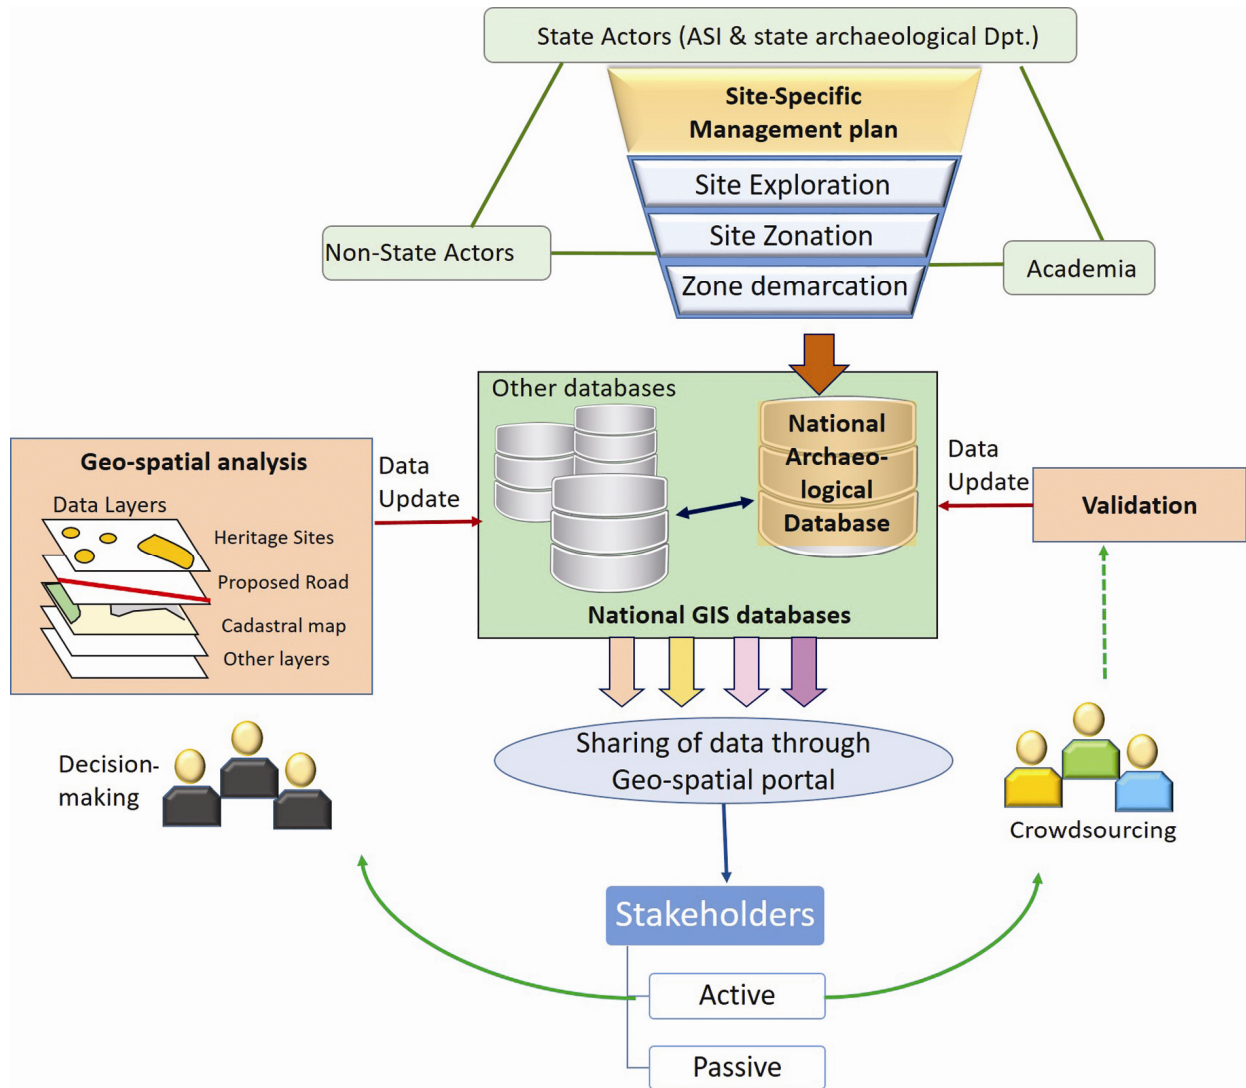 State Actors (ASI & state archaeological Dpt.)
Site-Specific
Management plan
Site Exploration
Site Zonation
Zone demarcation
Non-State Actors
Academia
Other databases
National
Archaeo-
logical
Database
National GIS databases
Geo-spatial analysis
Data Layers
Heritage Sites
Proposed Road
Cadastral map
Other layers
Data
Update
Data
Update
Validation
Sharing of data through
Geo-spatial portal
Decision-
making
Crowdsourcing
Stakeholders
Active
Passive